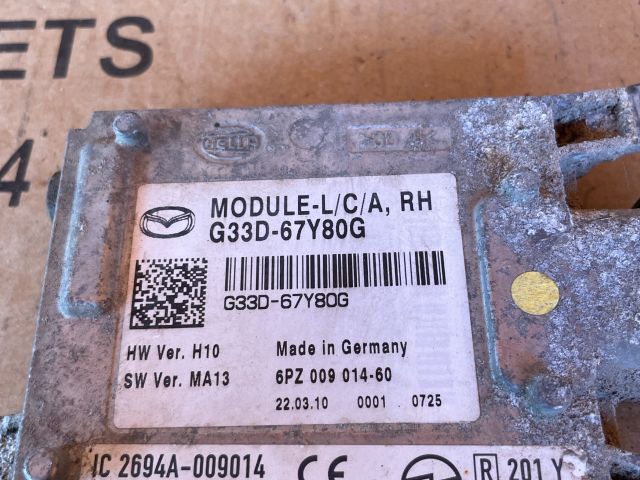 ETS
4
HELLA
MODULE-L/C/A, RH
G33D-67Y80G
G33D-67Y80G
HW Ver. H10 Made in Germany
SW Ver. MA13 6PZ 009 014-60
22.03.10 0001 0725
IC 2694A-009014 CE R 201 Y